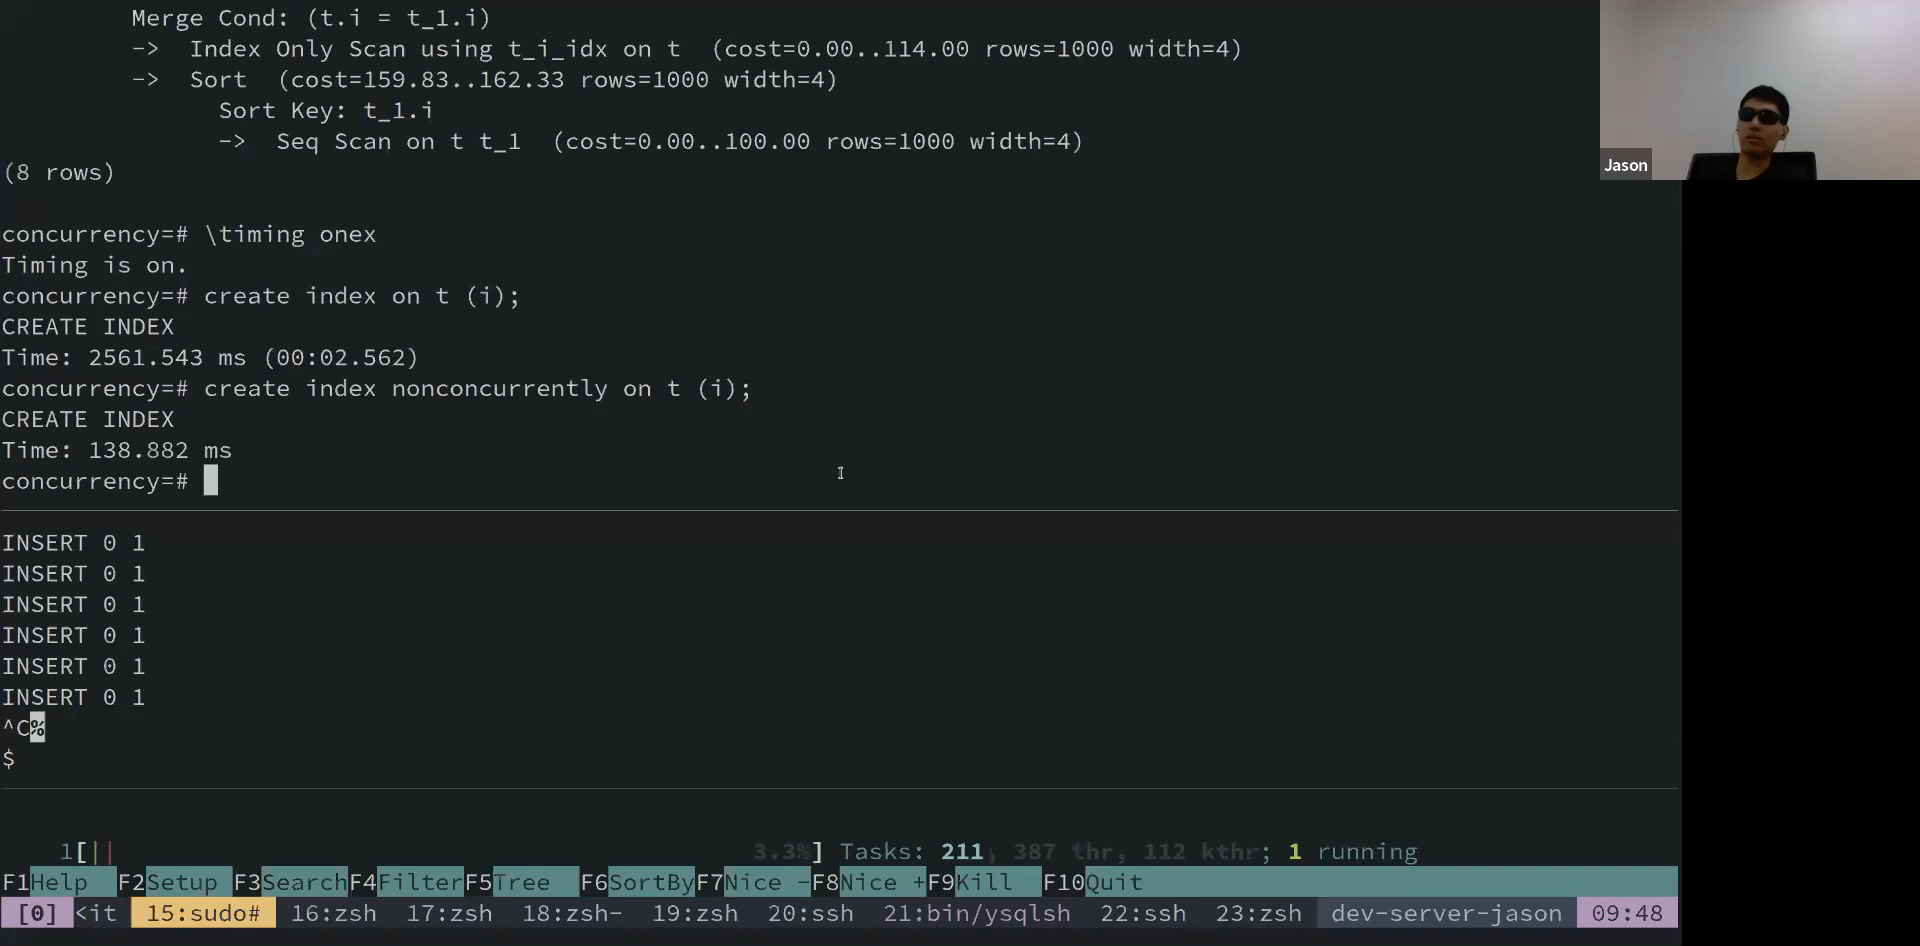 Merge Cond: (t.i = t_1.i)
-> Index Only Scan using t_i_idx on t (cost=0.00..114.00 rows=1000 width=4)
-> Sort (cost=159.83..162.33 rows=1000 width=4)
Sort Key: t_1.i
-> Seq Scan on t t_1 (cost=0.00..100.00 rows=1000 width=4)
(8 rows)
Jason
concurrency=# \timing onex
Timing is on.
concurrency=# create index on t (i);
CREATE INDEX
Time: 2561.543 ms (00:02.562)
concurrency=# create index nonconcurrently on t (i);
CREATE INDEX
Time: 138.882 ms
concurrency=#
INSERT 0 1
INSERT 0 1
INSERT 0 1
INSERT 0 1
INSERT 0 1
INSERT 0 1
^C%
$
1[|| 3.3%] Tasks: 211, 387 thr, 112 kthr; 1 running
F1Help F2Setup F3SearchF4FilterF5Tree F6SortByF7Nice -F8Nice +F9Kill F10Quit
[0] <it 15:sudo# 16:zsh 17:zsh 18:zsh- 19:zsh 20:ssh 21:bin/ysqlsh 22:ssh 23:zsh dev-server-jason 09:48